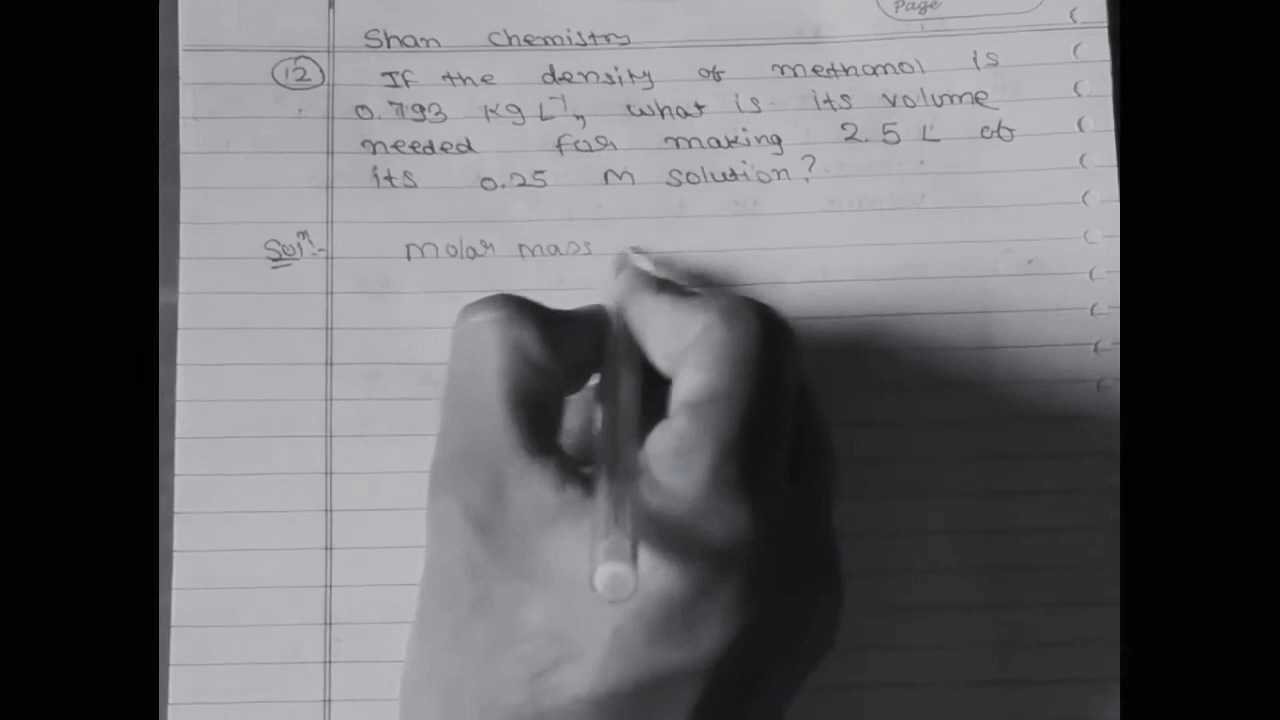 Page
Shan Chemistry
12 If the density of methanol is
0.793 kg L⁻¹, what is its volume
needed for making 2.5 L of
its 0.25 M solution?
Solⁿ:- Molar mass